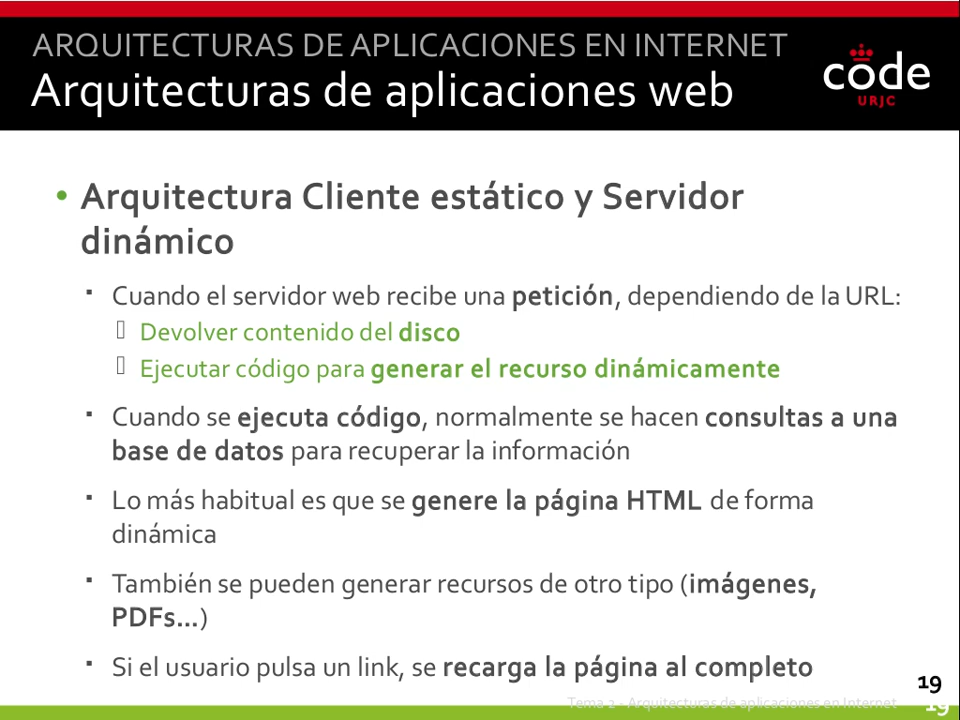 ARQUITECTURAS DE APLICACIONES EN INTERNET
Arquitecturas de aplicaciones web
code
URJC
• Arquitectura Cliente estático y Servidor
dinámico
▪ Cuando el servidor web recibe una petición, dependiendo de la URL:
Devolver contenido del disco
Ejecutar código para generar el recurso dinámicamente
▪ Cuando se ejecuta código, normalmente se hacen consultas a una
base de datos para recuperar la información
▪ Lo más habitual es que se genere la página HTML de forma
dinámica
▪ También se pueden generar recursos de otro tipo (imágenes,
PDFs...)
▪ Si el usuario pulsa un link, se recarga la página al completo
19
Tema 2 - Arquitecturas de aplicaciones en Internet
19